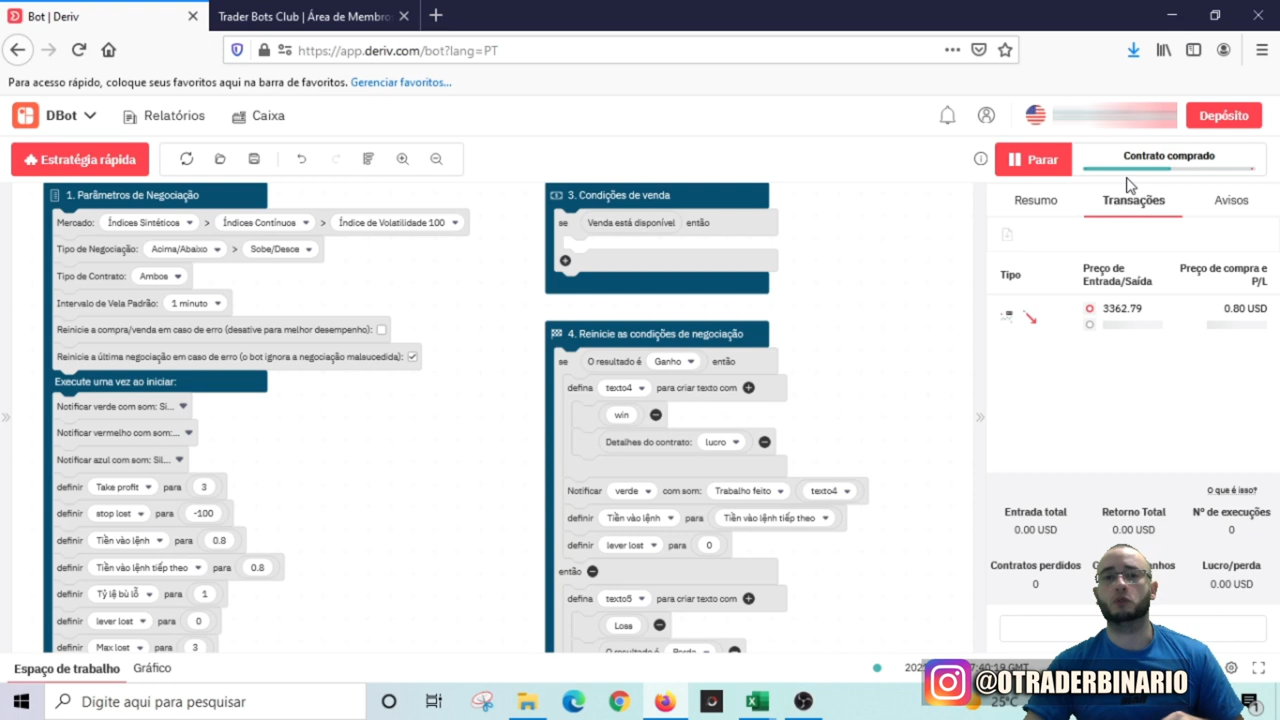 Bot | Deriv
Trader Bots Club | Área de Membro
https://app.deriv.com/bot?lang=PT
Para acesso rápido, coloque seus favoritos aqui na barra de favoritos. Gerenciar favoritos...
DBot
Relatórios
Caixa
Depósito
Estratégia rápida
Parar
Contrato comprado
1. Parâmetros de Negociação
Mercado: Índices Sintéticos > Índices Contínuos > Índice de Volatilidade 100
Tipo de Negociação: Acima/Abaixo > Sobe/Desce
Tipo de Contrato: Ambos
Intervalo de Vela Padrão: 1 minuto
Reinicie a compra/venda em caso de erro (desative para melhor desempenho):
Reinicie a última negociação em caso de erro (o bot ignora a negociação malsucedida):
Execute uma vez ao iniciar:
Notificar verde com som: Si...
Notificar vermelho com som:...
Notificar azul com som: Sil...
definir Take profit para 3
definir stop lost para -100
definir Tiền vào lệnh para 0.8
definir Tiền vào lệnh tiếp theo para 0.8
definir Tỷ lệ bù lỗ para 1
definir lever lost para 0
definir Max lost para 3
3. Condições de venda
se Venda está disponível então
4. Reinicie as condições de negociação
se O resultado é Ganho então
defina texto4 para criar texto com
win
Detalhes do contrato: lucro
Notificar verde com som: Trabalho feito texto4
definir Tiền vào lệnh para Tiền vào lệnh tiếp theo
definir lever lost para 0
então
defina texto5 para criar texto com
Loss
O resultado é Perda
Resumo
Transações
Avisos
Tipo
Preço de Entrada/Saída
Preço de compra e P/L
3362.79
0.80 USD
O que é isso?
Entrada total
Retorno Total
Nº de execuções
0.00 USD
0.00 USD
0
Contratos perdidos
Lucro/perda
0
0.00 USD
Espaço de trabalho
Gráfico
@OTRADERBINARIO
Digite aqui para pesquisar
25°C